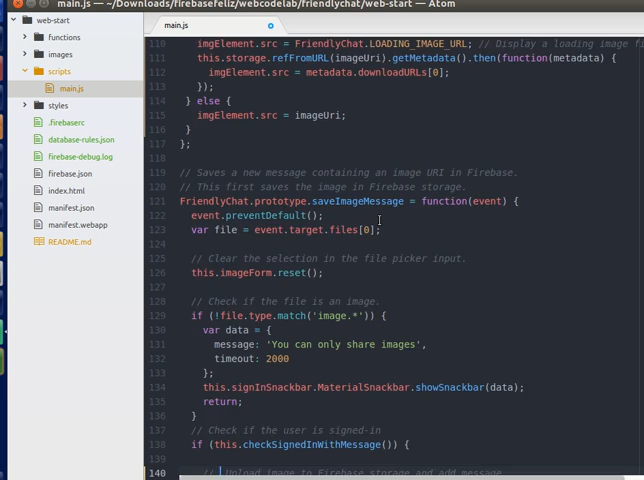 main.js — ~/Downloads/firebasefeliz/webcodelab/friendlychat/web-start — Atom
web-start
functions
images
scripts
main.js
styles
.firebaserc
database-rules.json
firebase-debug.log
firebase.json
index.html
manifest.json
manifest.webapp
README.md
main.js
110 imgElement.src = FriendlyChat.LOADING_IMAGE_URL; // Display a loading image
111 this.storage.refFromURL(imageUri).getMetadata().then(function(metadata) {
112 imgElement.src = metadata.downloadURLs[0];
113 });
114 } else {
115 imgElement.src = imageUri;
116 }
117 };
118
119 // Saves a new message containing an image URI in Firebase.
120 // This first saves the image in Firebase storage.
121 FriendlyChat.prototype.saveImageMessage = function(event) {
122 event.preventDefault();
123 var file = event.target.files[0];
124
125 // Clear the selection in the file picker input.
126 this.imageForm.reset();
127
128 // Check if the file is an image.
129 if (!file.type.match('image.*')) {
130 var data = {
131 message: 'You can only share images',
132 timeout: 2000
133 };
134 this.signInSnackbar.MaterialSnackbar.showSnackbar(data);
135 return;
136 }
137 // Check if the user is signed-in
138 if (this.checkSignedInWithMessage()) {
139
140 // Upload image to Firebase storage and add message